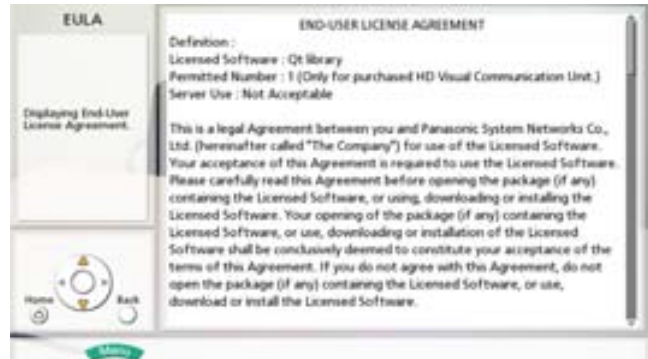 EULA
Displaying End-User
License Agreement.
Home
Back
Menu
END-USER LICENSE AGREEMENT
Definition :
Licensed Software : Qt library
Permitted Number : 1 (Only for purchased HD Visual Communication Unit.)
Server Use : Not Acceptable
This is a legal Agreement between you and Panasonic System Networks Co.,
Ltd. (hereinafter called "The Company") for use of the Licensed Software.
Your acceptance of this Agreement is required to use the Licensed Software.
Please carefully read this Agreement before opening the package (if any)
containing the Licensed Software, or using, downloading or installing the
Licensed Software. Your opening of the package (if any) containing the
Licensed Software, or use, downloading or installation of the Licensed
Software shall be conclusively deemed to constitute your acceptance of the
terms of this Agreement. If you do not agree with this Agreement, do not
open the package (if any) containing the Licensed Software, or use,
download or install the Licensed Software.